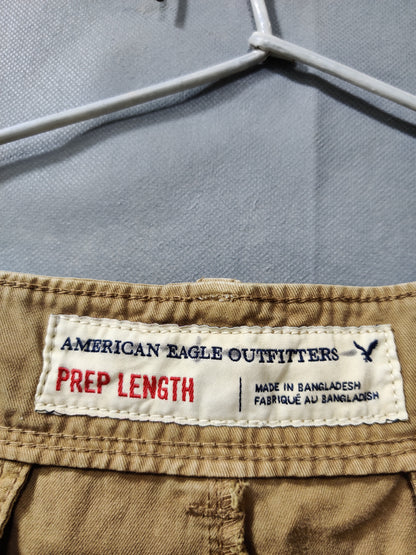 AMERICAN EAGLE OUTFITTERS
PREP LENGTH
MADE IN BANGLADESH
FABRIQUÉ AU BANGLADISH